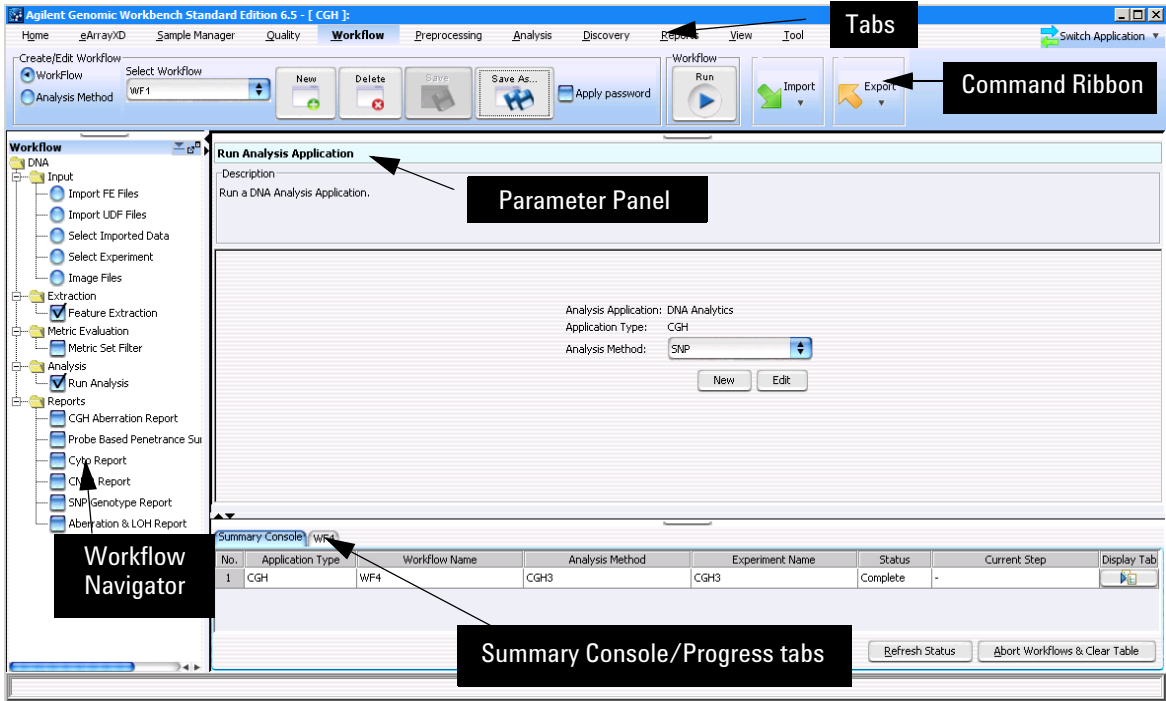 Agilent Genomic Workbench Standard Edition 6.5 - [ CGH ]:
Home eArrayXD Sample Manager Quality Workflow Preprocessing Analysis Discovery Reports View Tool
Tabs
Switch Application
Create/Edit Workflow
WorkFlow
Analysis Method
Select Workflow
WF1
New
Delete
Save
Save As...
Apply password
Workflow
Run
Import
Export
Command Ribbon
Workflow
DNA
Input
Import FE Files
Import UDF Files
Select Imported Data
Select Experiment
Image Files
Extraction
Feature Extraction
Metric Evaluation
Metric Set Filter
Analysis
Run Analysis
Reports
CGH Aberration Report
Probe Based Penetrance Sur
Cyto Report
Report
SNP Genotype Report
Aberration & LOH Report
Workflow
Navigator
Run Analysis Application
Description
Run a DNA Analysis Application.
Parameter Panel
Analysis Application: DNA Analytics
Application Type: CGH
Analysis Method: SNP
New Edit
Summary Console WF4
No. Application Type Workflow Name Analysis Method Experiment Name Status Current Step Display Tab
1 CGH WF4 CGH3 CGH3 Complete -
Summary Console/Progress tabs
Refresh Status Abort Workflows & Clear Table